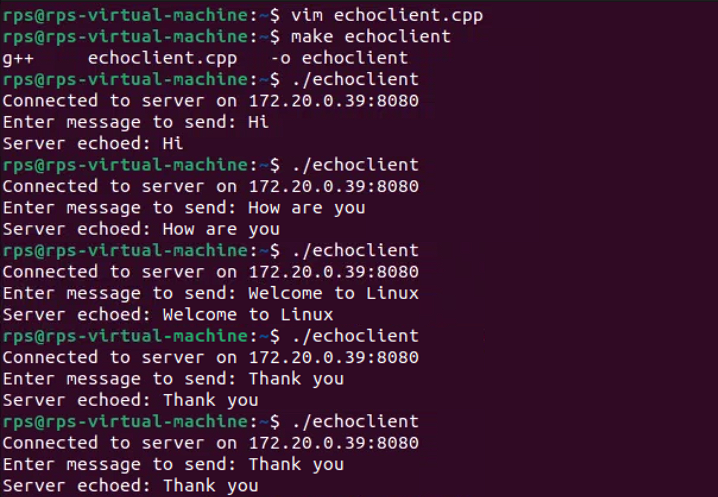 rps@rps-virtual-machine:~$ vim echoclient.cpp
rps@rps-virtual-machine:~$ make echoclient
g++     echoclient.cpp   -o echoclient
rps@rps-virtual-machine:~$ ./echoclient
Connected to server on 172.20.0.39:8080
Enter message to send: Hi
Server echoed: Hi
rps@rps-virtual-machine:~$ ./echoclient
Connected to server on 172.20.0.39:8080
Enter message to send: How are you
Server echoed: How are you
rps@rps-virtual-machine:~$ ./echoclient
Connected to server on 172.20.0.39:8080
Enter message to send: Welcome to Linux
Server echoed: Welcome to Linux
rps@rps-virtual-machine:~$ ./echoclient
Connected to server on 172.20.0.39:8080
Enter message to send: Thank you
Server echoed: Thank you
rps@rps-virtual-machine:~$ ./echoclient
Connected to server on 172.20.0.39:8080
Enter message to send: Thank you
Server echoed: Thank you